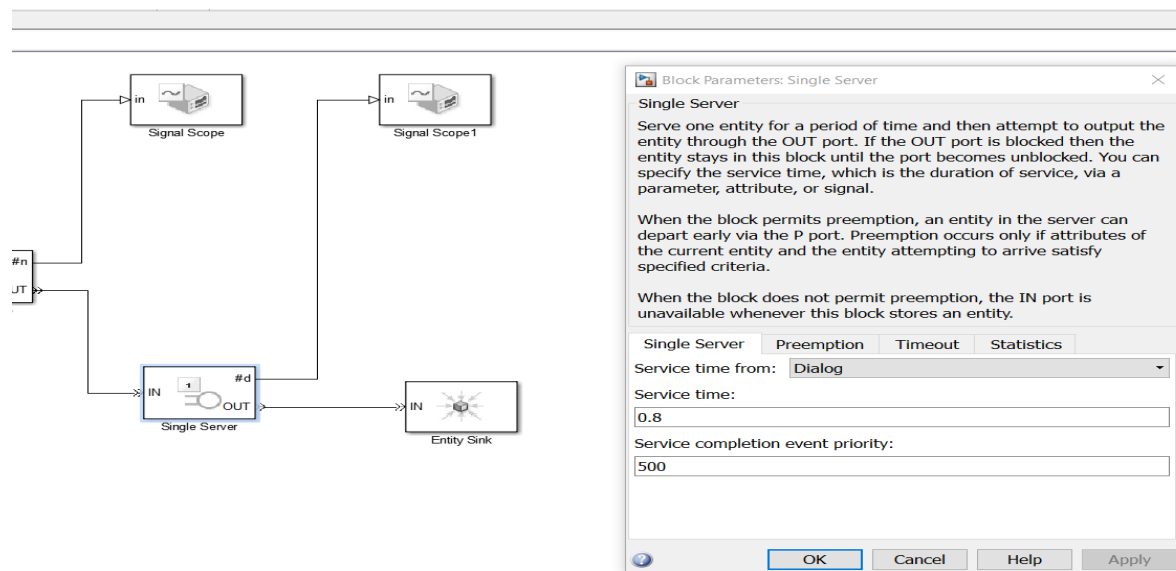 in
Signal Scope
in
Signal Scope1
#n
UT
IN
1
#d
OUT
Single Server
IN
Entity Sink
Block Parameters: Single Server
Single Server
Serve one entity for a period of time and then attempt to output the
entity through the OUT port. If the OUT port is blocked then the
entity stays in this block until the port becomes unblocked. You can
specify the service time, which is the duration of service, via a
parameter, attribute, or signal.
When the block permits preemption, an entity in the server can
depart early via the P port. Preemption occurs only if attributes of
the current entity and the entity attempting to arrive satisfy
specified criteria.
When the block does not permit preemption, the IN port is
unavailable whenever this block stores an entity.
Single Server Preemption Timeout Statistics
Service time from: Dialog
Service time:
0.8
Service completion event priority:
500
? OK Cancel Help Apply